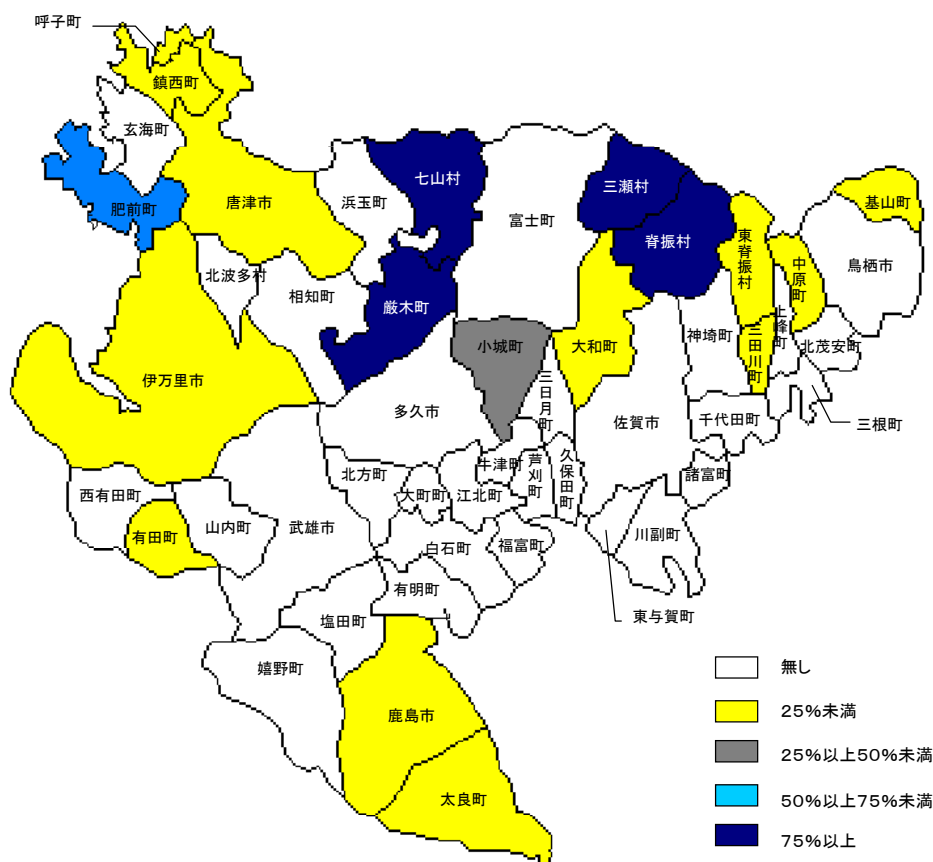 呼子町
鎮西町
玄海町
肥前町
唐津市
浜玉町
七山村
富士町
三瀬村
脊振村
東脊振村
中原町
基山町
鳥栖市
北波多村
相知町
厳木町
小城町
大和町
神埼町
三田川町
上峰町
北茂安町
三根町
伊万里市
多久市
三日月町
佐賀市
千代田町
諸富町
西有田町
有田町
山内町
武雄市
北方町
大町町
江北町
牛津町
芦刈町
久保田町
白石町
福富町
川副町
東与賀町
有明町
塩田町
嬉野町
鹿島市
太良町
無し
25%未満
25%以上50%未満
50%以上75%未満
75%以上